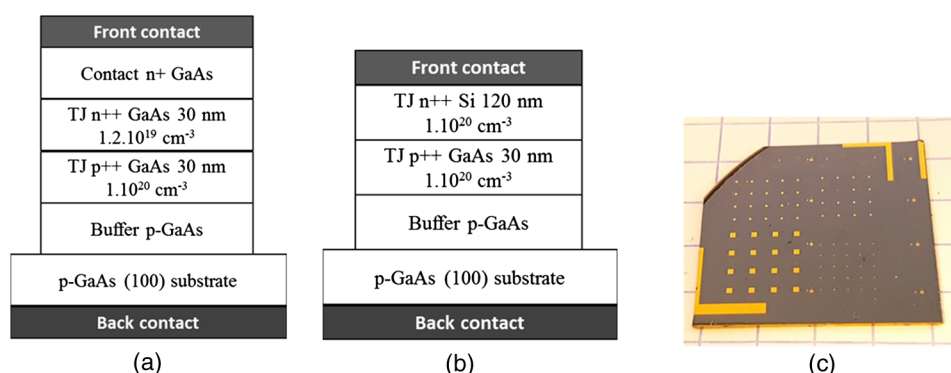 Front contact
Contact n+ GaAs
TJ n++ GaAs 30 nm
1.2.10¹⁹ cm⁻³
TJ p++ GaAs 30 nm
1.10²⁰ cm⁻³
Buffer p-GaAs
p-GaAs (100) substrate
Back contact
(a)
Front contact
TJ n++ Si 120 nm
1.10²⁰ cm⁻³
TJ p++ GaAs 30 nm
1.10²⁰ cm⁻³
Buffer p-GaAs
p-GaAs (100) substrate
Back contact
(b)
(c)